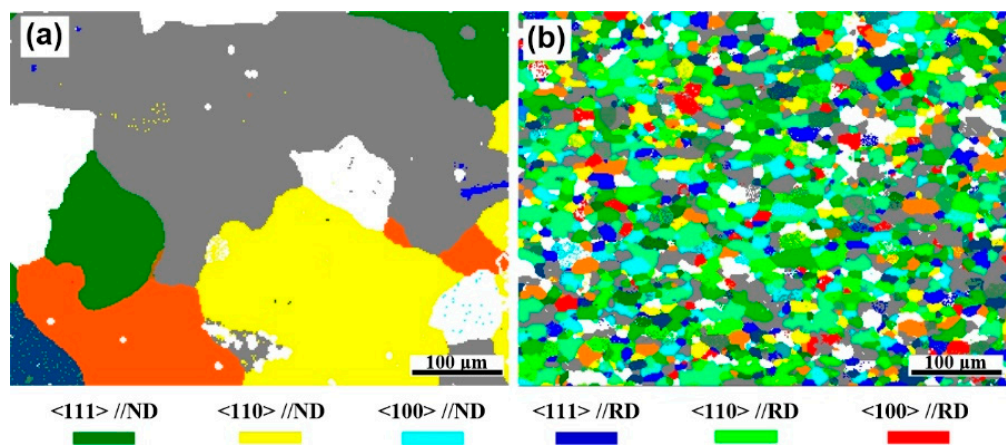 (a) (b)
100 µm 100 µm
<111> //ND <110> //ND <100> //ND <111> //RD <110> //RD <100> //RD